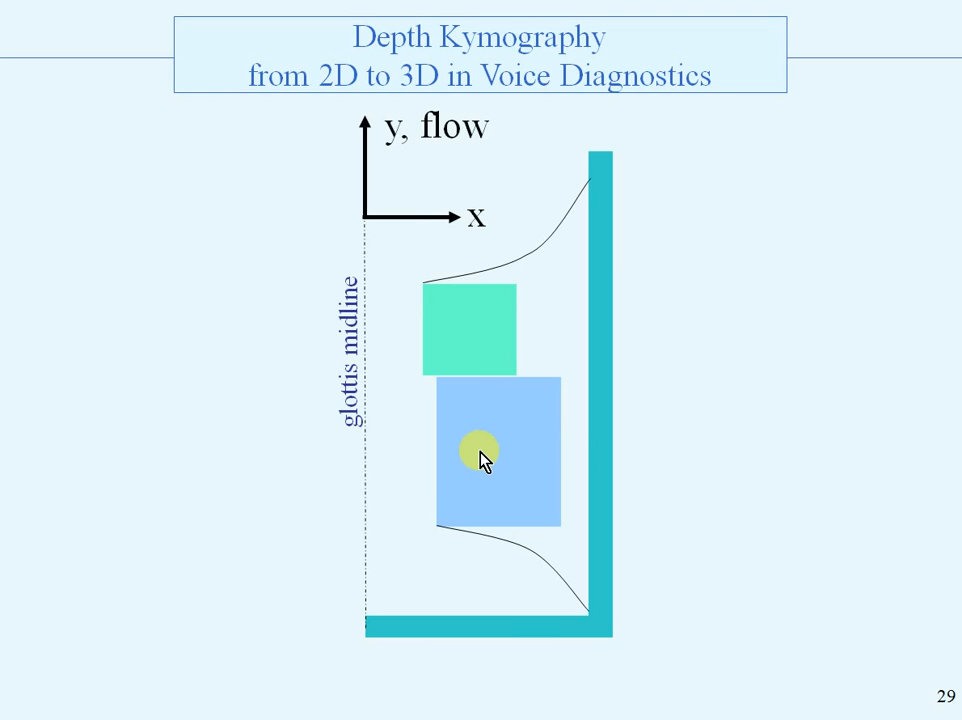 Depth Kymography
from 2D to 3D in Voice Diagnostics
y, flow
x
glottis midline
29